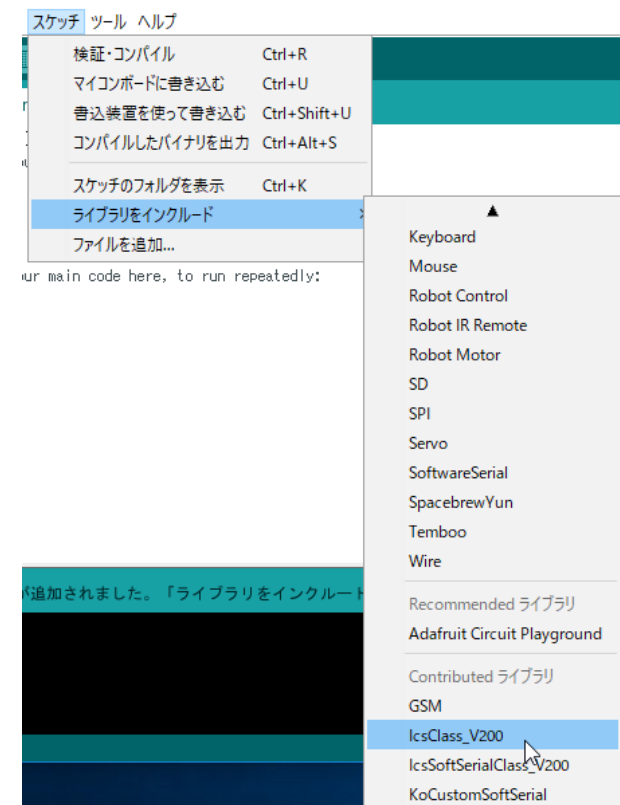 スケッチ ツール ヘルプ
検証・コンパイル Ctrl+R
マイコンボードに書き込む Ctrl+U
書込装置を使って書き込む Ctrl+Shift+U
コンパイルしたバイナリを出力 Ctrl+Alt+S
スケッチのフォルダを表示 Ctrl+K
ライブラリをインクルード
ファイルを追加...
ur main code here, to run repeatedly:
Keyboard
Mouse
Robot Control
Robot IR Remote
Robot Motor
SD
SPI
Servo
SoftwareSerial
SpacebrewYun
Temboo
Wire
Recommended ライブラリ
Adafruit Circuit Playground
Contributed ライブラリ
GSM
IcsClass_V200
IcsSoftSerialClass_V200
KoCustomSoftSerial
が追加されました。「ライブラリをインクルード